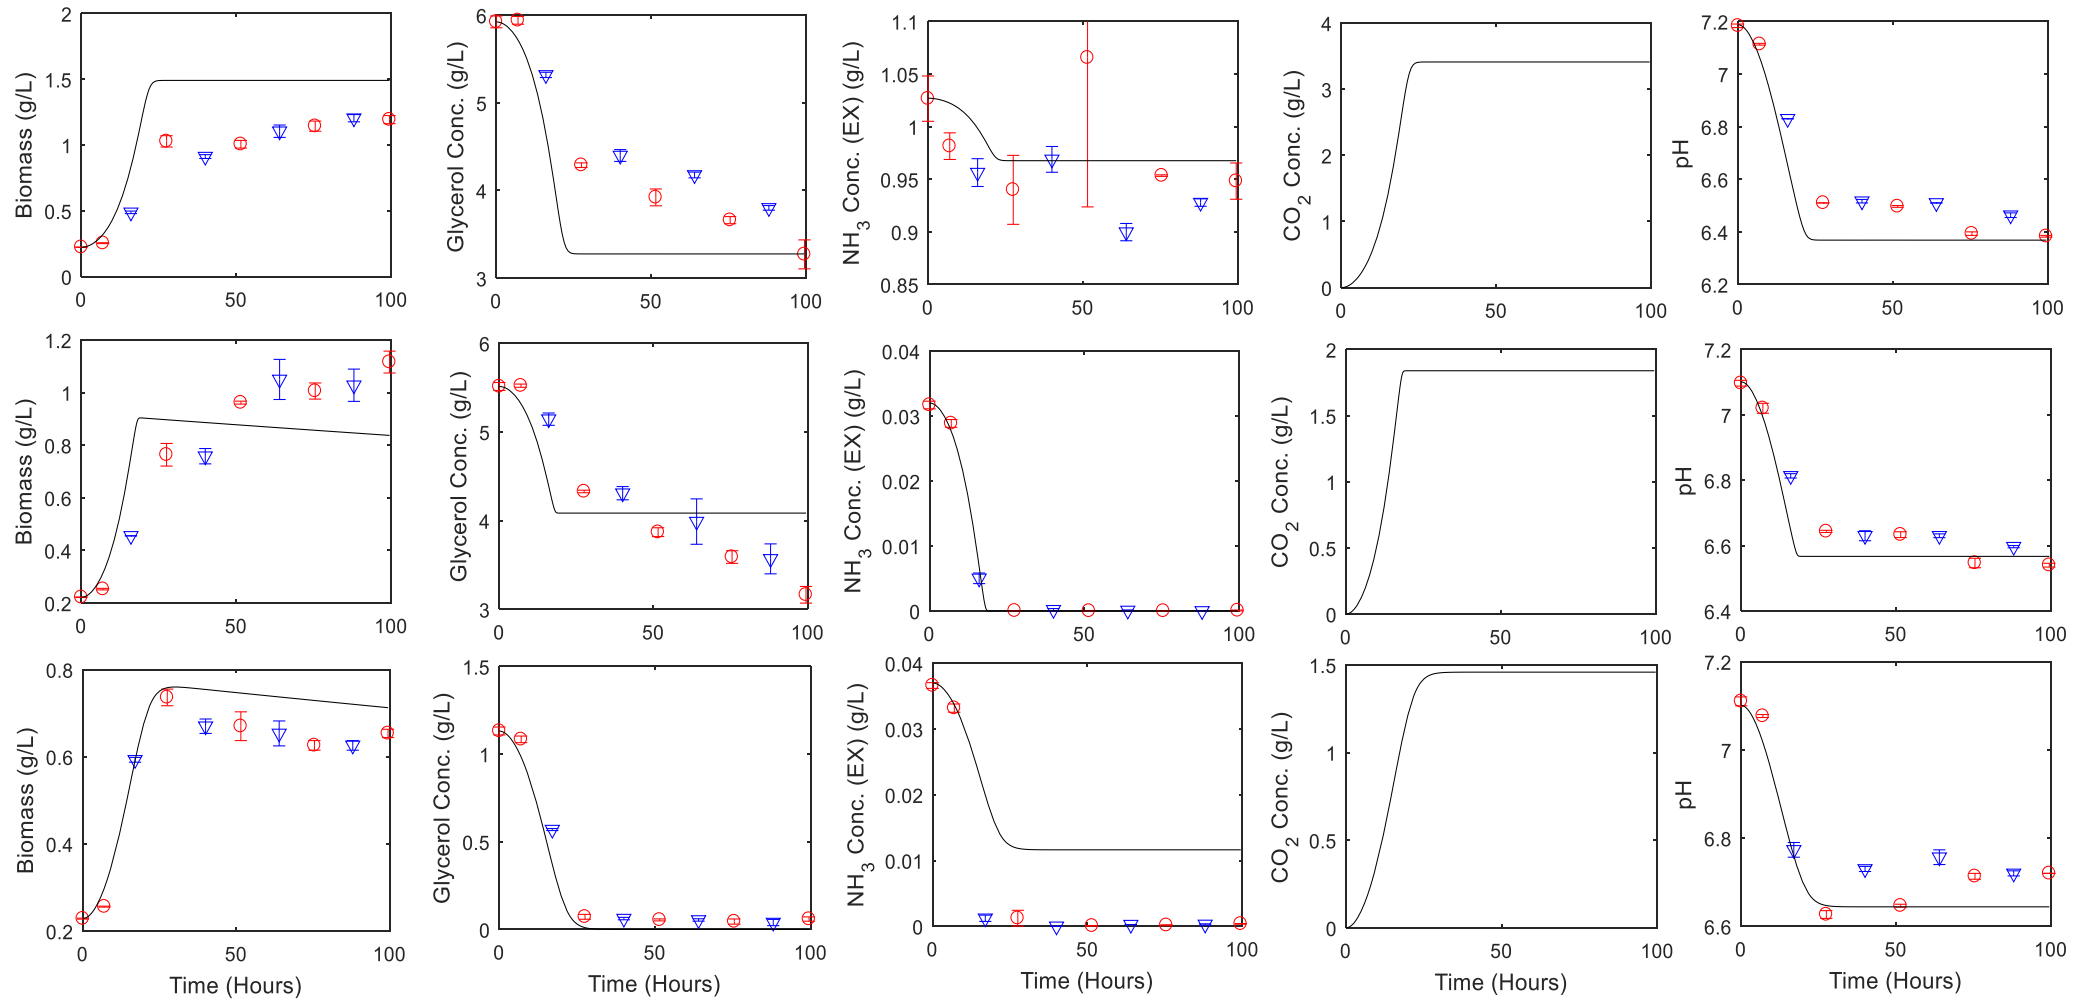 2
1.5
1
0.5
0
0 50 100
Biomass (g/L)
6
5
4
3
0 50 100
Glycerol Conc. (g/L)
1.1
1.05
1
0.95
0.9
0.85
0 50 100
NH3 Conc. (EX) (g/L)
4
3
2
1
0
0 50 100
CO2 Conc. (g/L)
7.2
7
6.8
6.6
6.4
6.2
0 50 100
pH
1.2
1
0.8
0.6
0.4
0.2
0 50 100
Biomass (g/L)
6
5
4
3
0 50 100
Glycerol Conc. (g/L)
0.04
0.03
0.02
0.01
0
0 50 100
NH3 Conc. (EX) (g/L)
2
1.5
1
0.5
0
0 50 100
CO2 Conc. (g/L)
7.2
7
6.8
6.6
6.4
0 50 100
pH
0.8
0.6
0.4
0.2
0 50 100
Biomass (g/L)
Time (Hours)
1.5
1
0.5
0
0 50 100
Glycerol Conc. (g/L)
Time (Hours)
0.04
0.03
0.02
0.01
0
0 50 100
NH3 Conc. (EX) (g/L)
Time (Hours)
1.5
1
0.5
0
0 50 100
CO2 Conc. (g/L)
Time (Hours)
7.2
7
6.8
6.6
0 50 100
pH
Time (Hours)